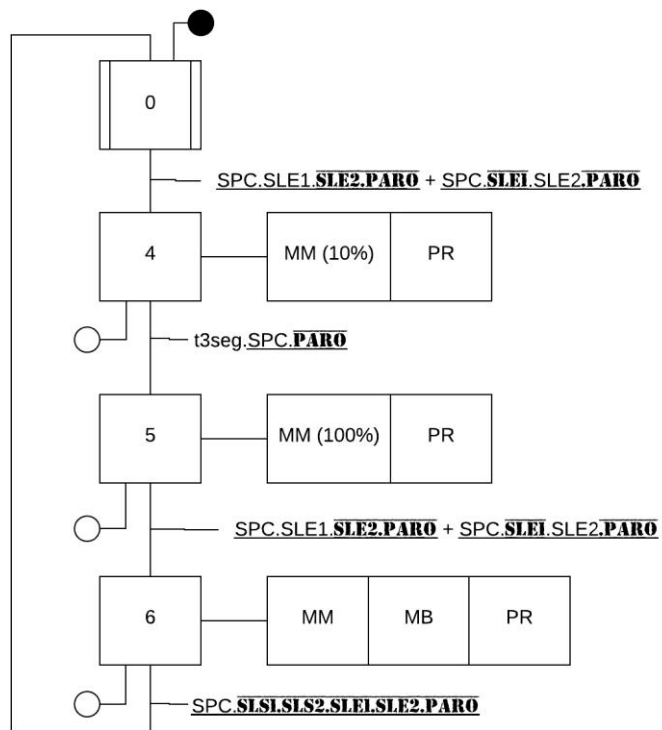 0
SPC.SLE1.SLE2.PARO + SPC.SLE1.SLE2.PARO
4 MM (10%) PR
t3seg.SPC.PARO
5 MM (100%) PR
SPC.SLE1.SLE2.PARO + SPC.SLE1.SLE2.PARO
6 MM MB PR
SPC.SLS1.SLS2.SLE1.SLE2.PARO